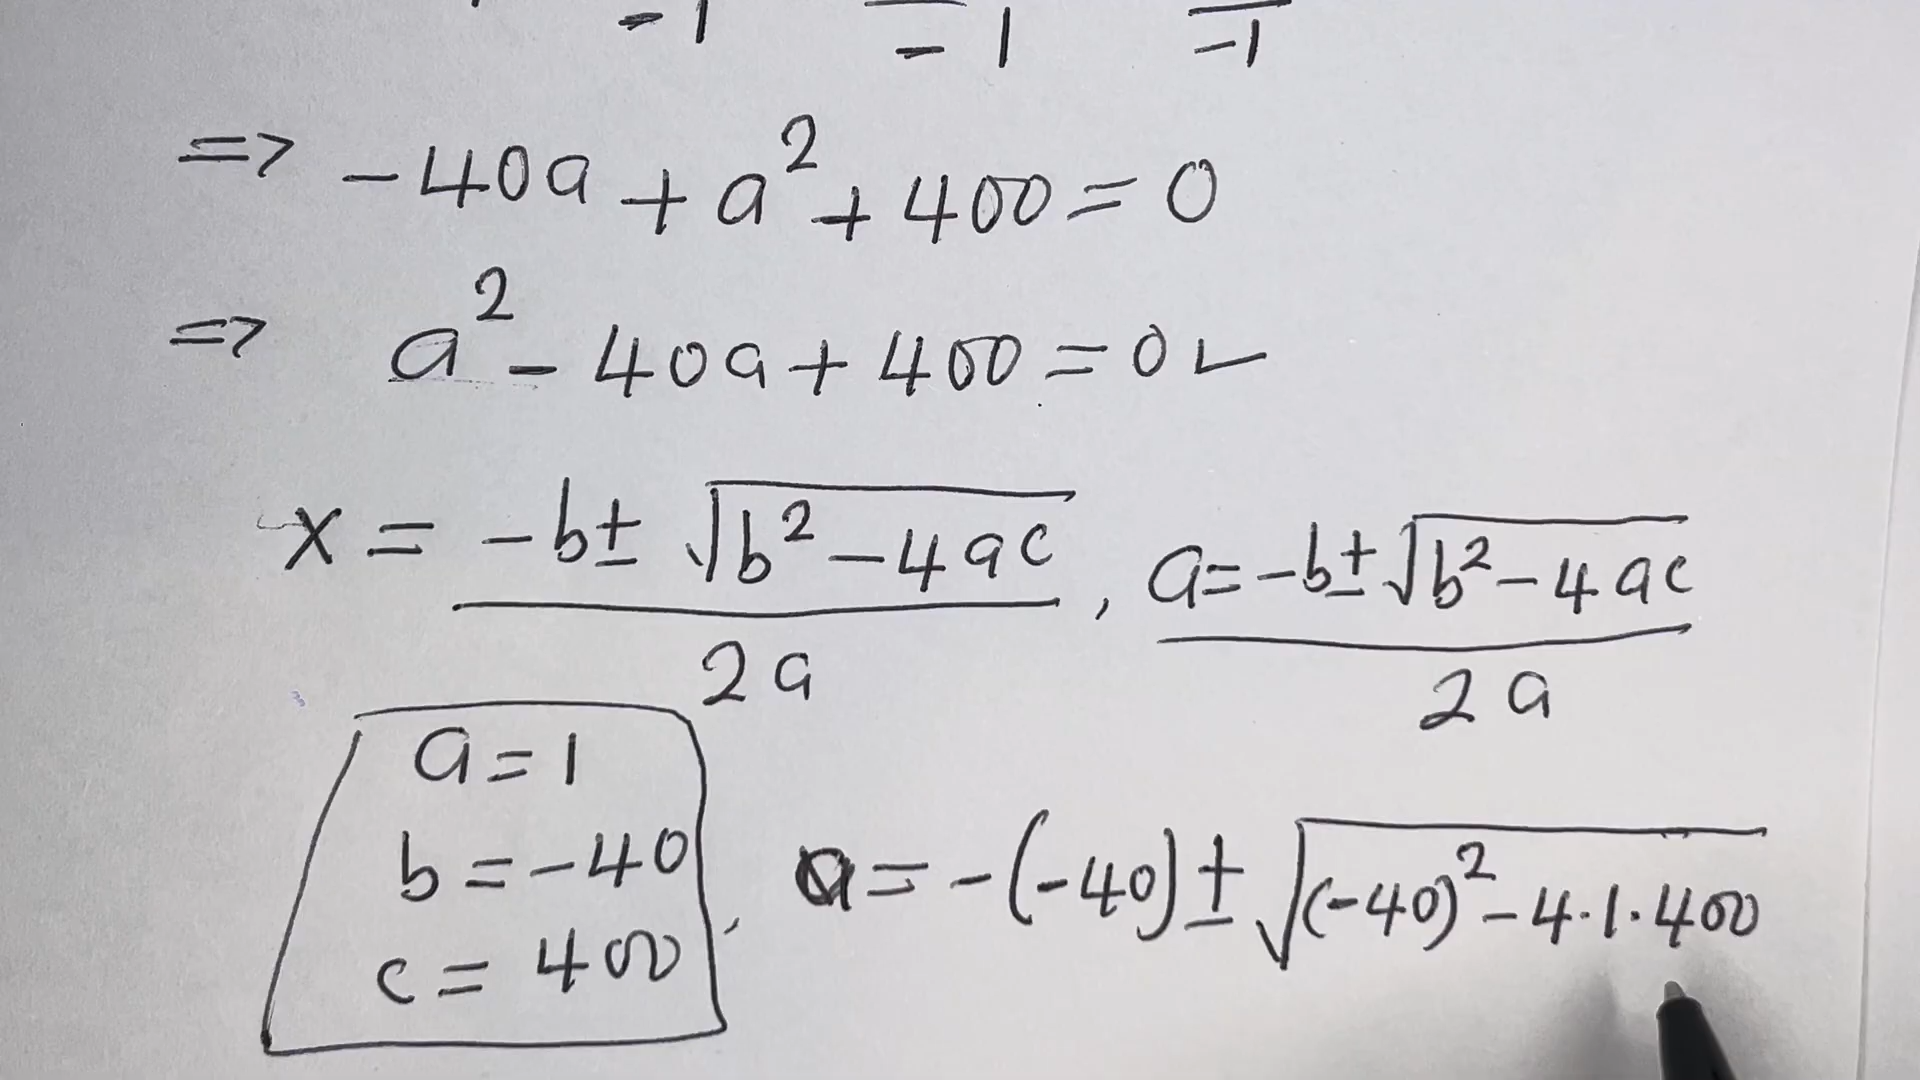 -1 -1 -1
=> -40a + a² + 400 = 0
=> a² - 40a + 400 = 0
x = -b ± √b² - 4ac / 2a , a = -b ± √b² - 4ac / 2a
a = 1
b = -40
c = 400 , a = -(-40) ± √(-40)² - 4·1·400